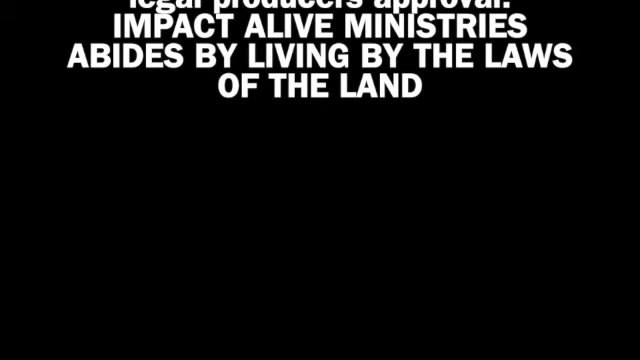 legal producers approval.
IMPACT ALIVE MINISTRIES
ABIDES BY LIVING BY THE LAWS
OF THE LAND